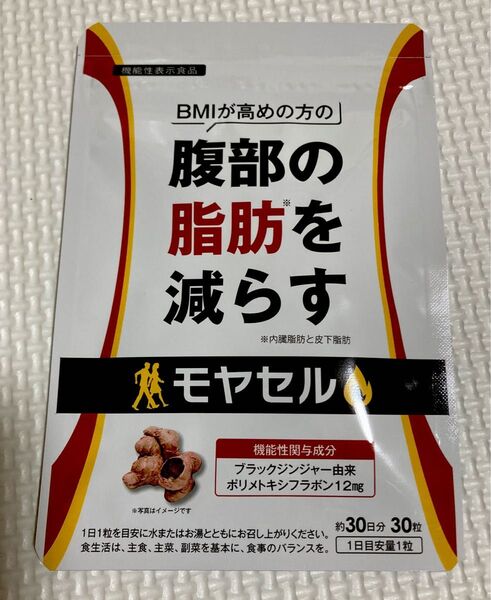 機能性表示食品
BMIが高めの方の
腹部の
脂肪※を
減らす
※内臓脂肪と皮下脂肪
モヤセル
機能性関与成分
ブラックジンジャー由来
ポリメトキシフラボン12mg
※写真はイメージです
1日1粒を目安に水またはお湯とともにお召し上がりください。
食生活は、主食、主菜、副菜を基本に、食事のバランスを。
約30日分 30粒
1日目安量1粒